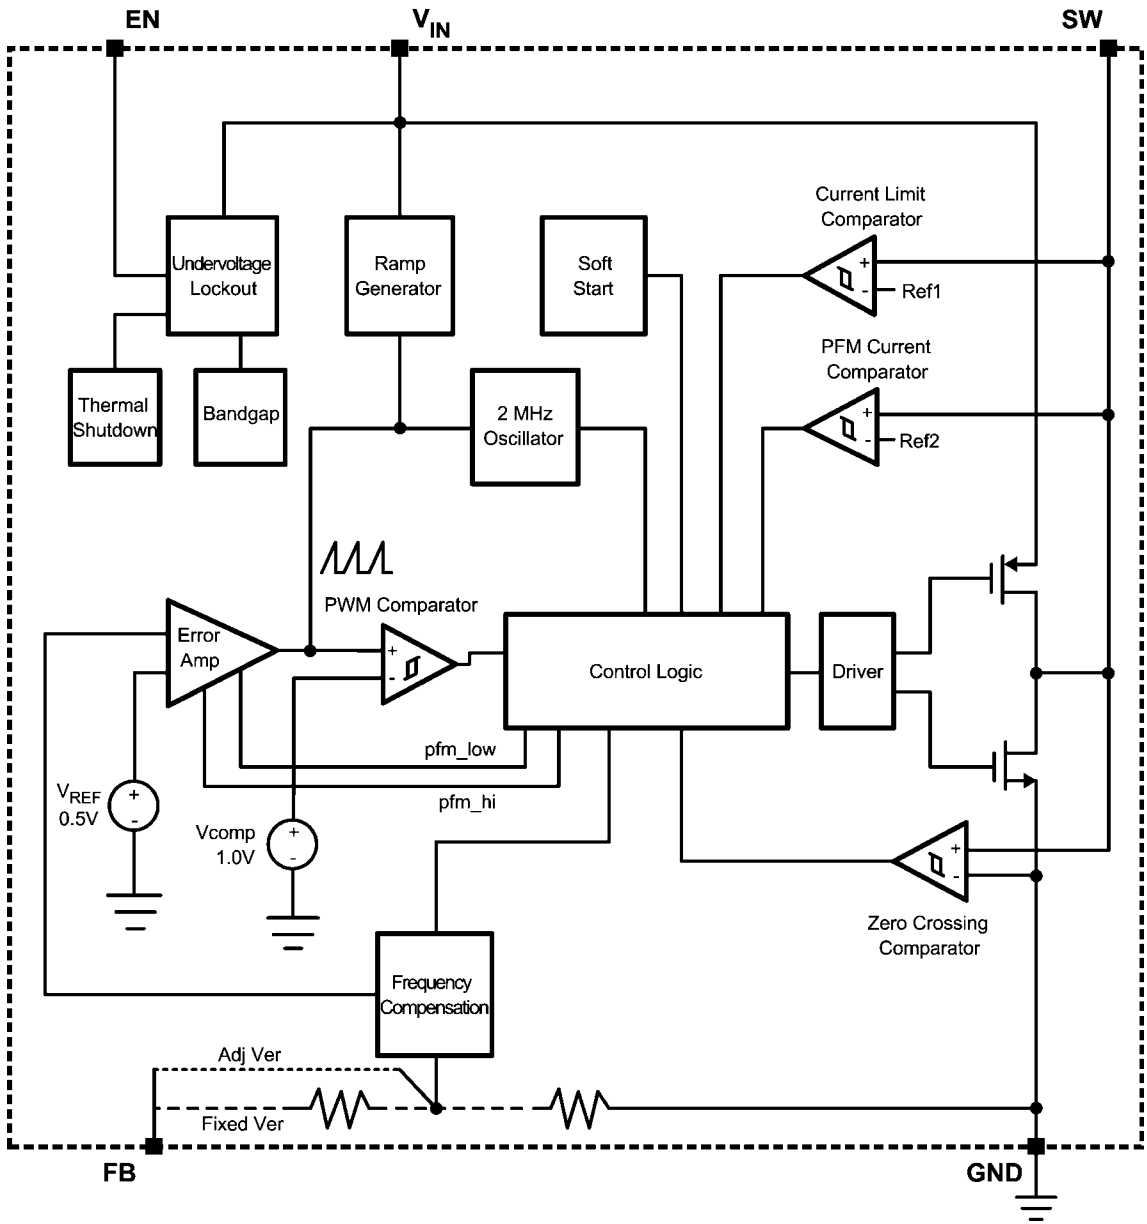 EN
VIN
SW
Current Limit
Comparator
+
-
Ref1
Undervoltage
Lockout
Ramp
Generator
Soft
Start
PFM Current
Comparator
+
-
Ref2
Thermal
Shutdown
Bandgap
2 MHz
Oscillator
PWM Comparator
Error
Amp
+
-
Control Logic
Driver
pfm_low
pfm_hi
VREF
0.5V
+
-
Vcomp
1.0V
+
-
+
-
Zero Crossing
Comparator
Frequency
Compensation
Adj Ver
Fixed Ver
FB
GND